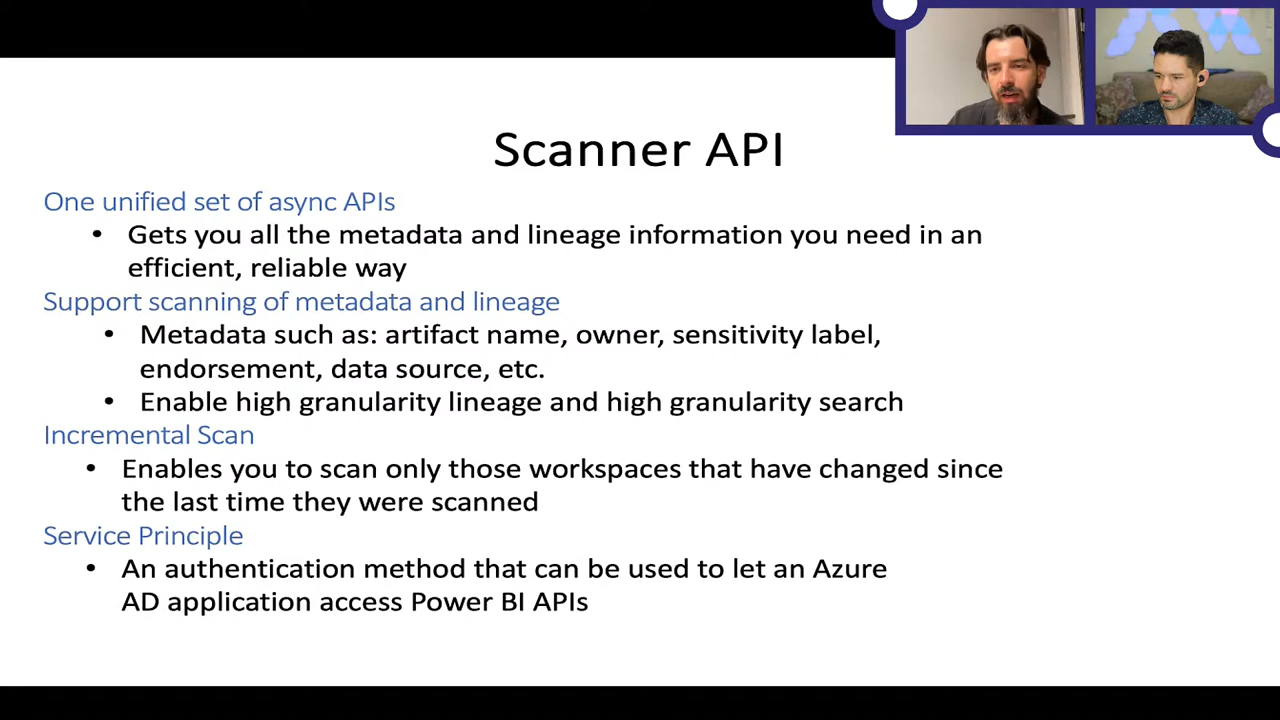 Scanner API
One unified set of async APIs
• Gets you all the metadata and lineage information you need in an
efficient, reliable way
Support scanning of metadata and lineage
• Metadata such as: artifact name, owner, sensitivity label,
endorsement, data source, etc.
• Enable high granularity lineage and high granularity search
Incremental Scan
• Enables you to scan only those workspaces that have changed since
the last time they were scanned
Service Principle
• An authentication method that can be used to let an Azure
AD application access Power BI APIs